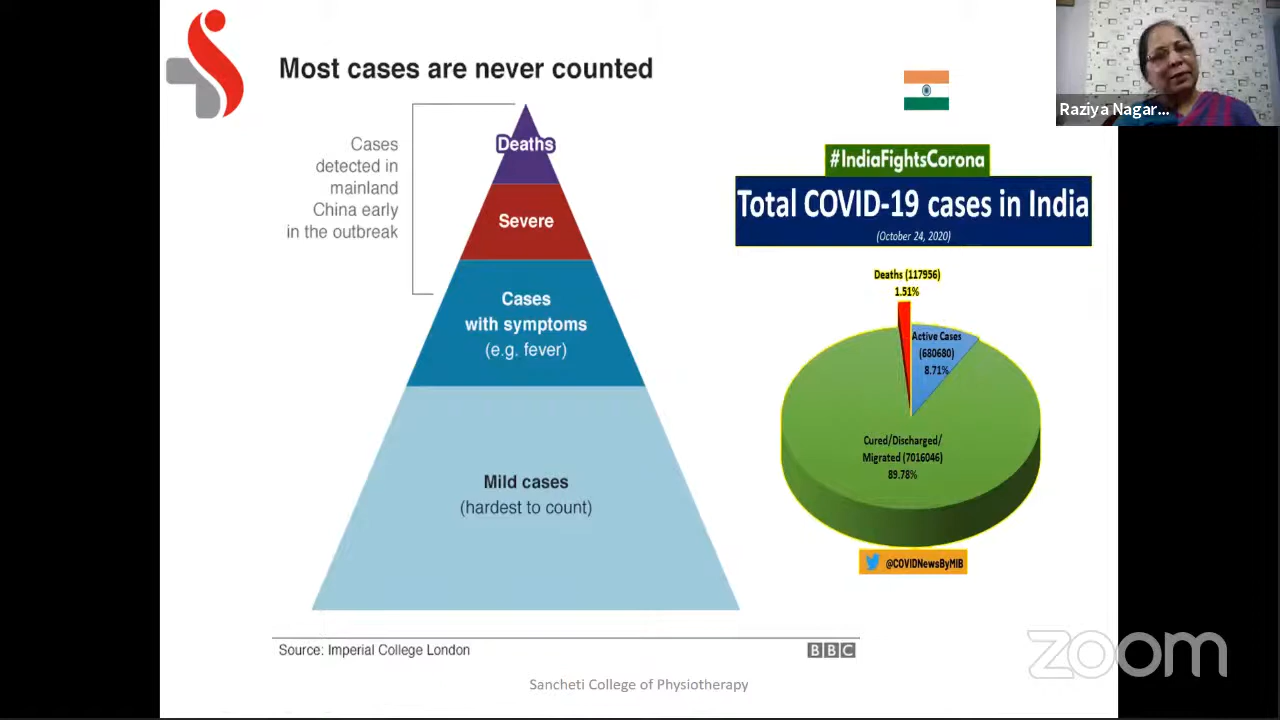 Most cases are never counted
Cases
detected in
mainland
China early
in the outbreak
Deaths
Severe
Cases
with symptoms
(e.g. fever)
Mild cases
(hardest to count)
Source: Imperial College London
BBC
#IndiaFightsCorona
Total COVID-19 cases in India
(October 24, 2020)
Deaths (117956)
1.51%
Active Cases
(680680)
8.71%
Cured/Discharged/
Migrated (7016046)
89.78%
@COVIDNewsByMIB
Raziya Nagar...
Sancheti College of Physiotherapy
zoom